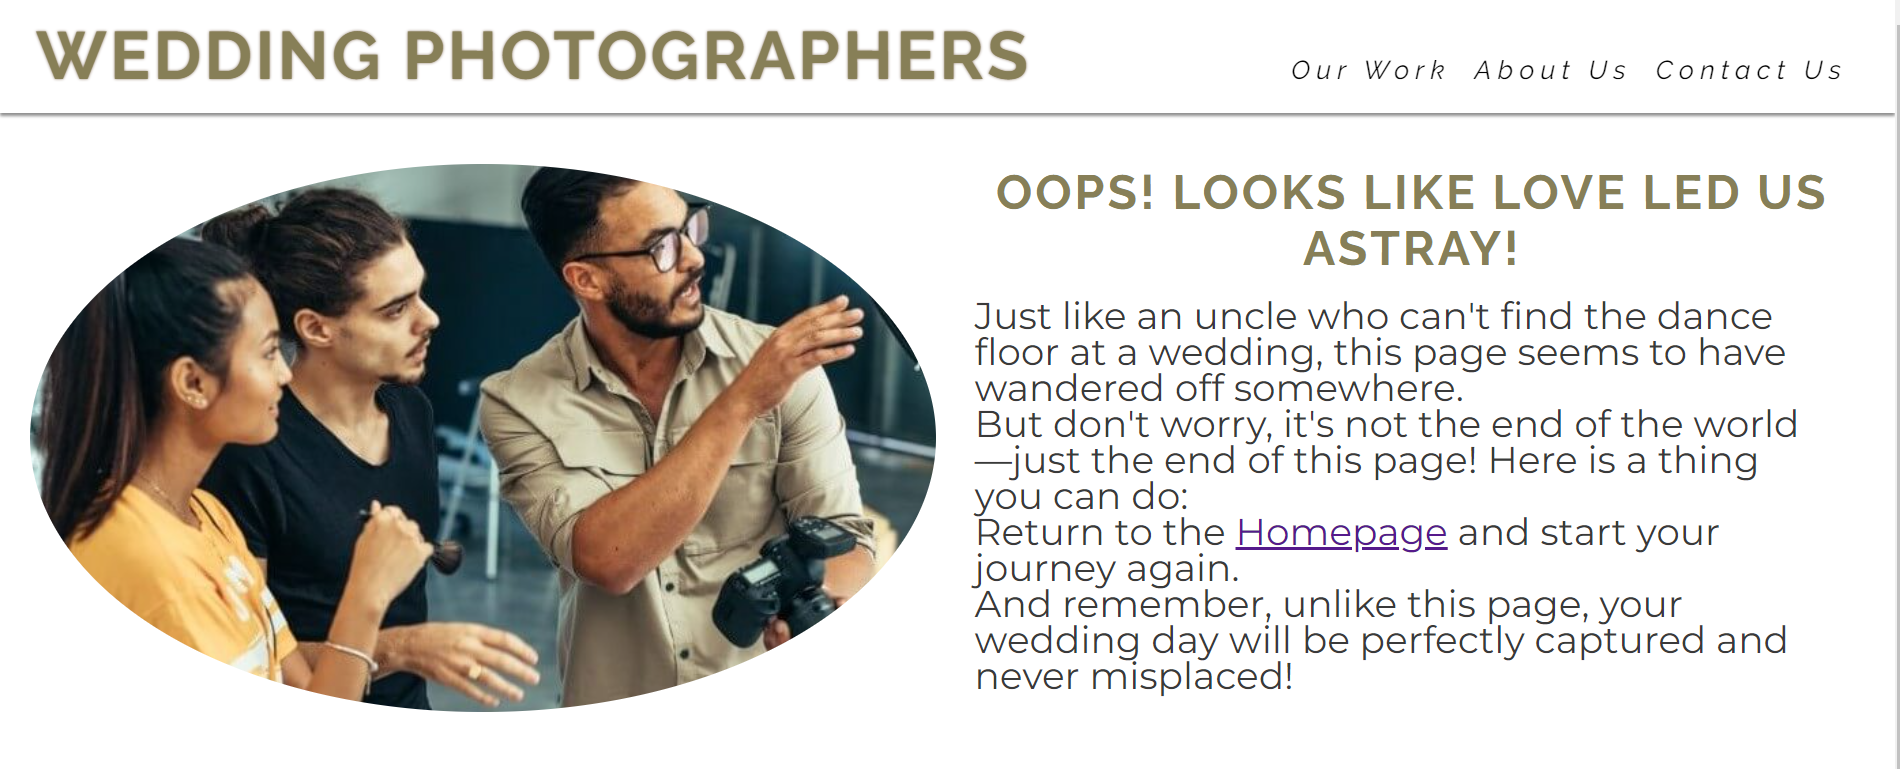 WEDDING PHOTOGRAPHERS
Our Work About Us Contact Us
OOPS! LOOKS LIKE LOVE LED US
ASTRAY!
Just like an uncle who can't find the dance
floor at a wedding, this page seems to have
wandered off somewhere.
But don't worry, it's not the end of the world
—just the end of this page! Here is a thing
you can do:
Return to the Homepage and start your
journey again.
And remember, unlike this page, your
wedding day will be perfectly captured and
never misplaced!